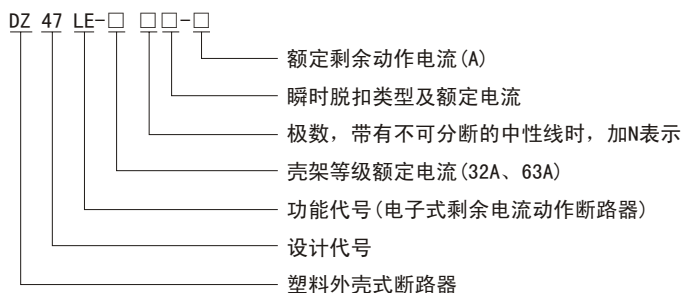 DZ 47 LE-□ □□-□
额定剩余动作电流(A)
瞬时脱扣类型及额定电流
极数，带有不可分断的中性线时，加N表示
壳架等级额定电流(32A、63A)
功能代号(电子式剩余电流动作断路器)
设计代号
塑料外壳式断路器